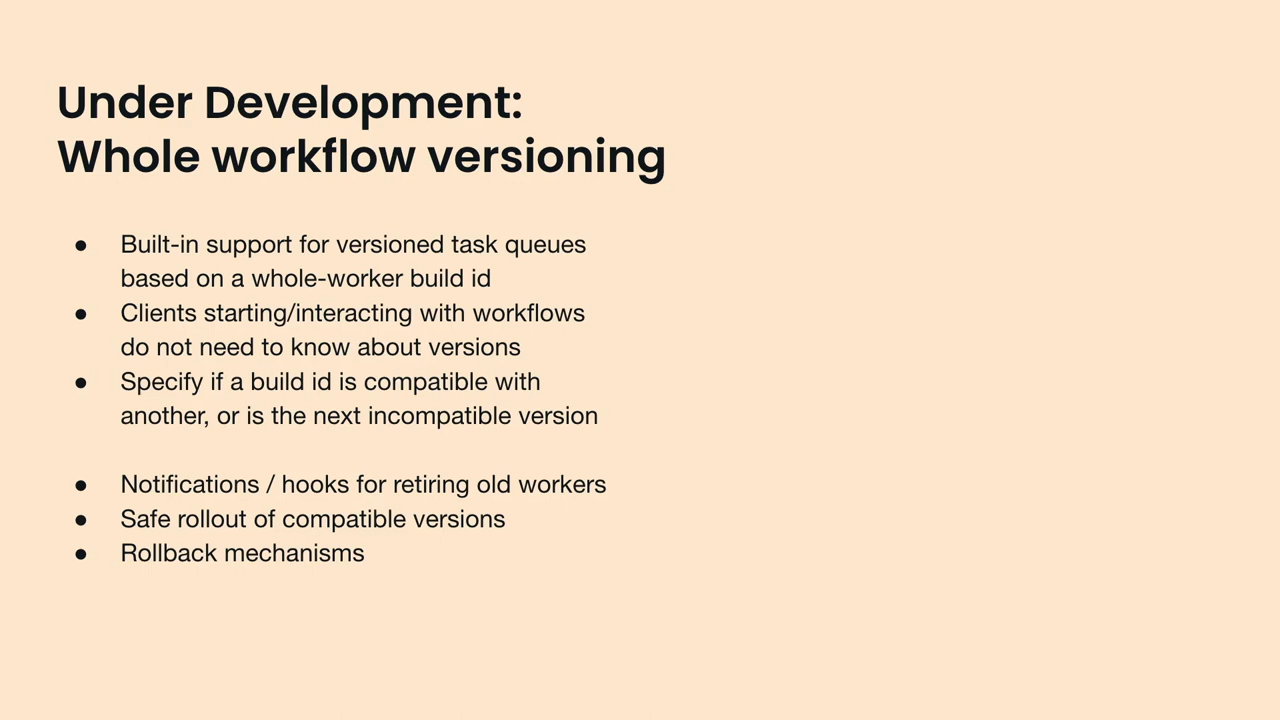 Under Development:
Whole workflow versioning
● Built-in support for versioned task queues
based on a whole-worker build id
● Clients starting/interacting with workflows
do not need to know about versions
● Specify if a build id is compatible with
another, or is the next incompatible version
● Notifications / hooks for retiring old workers
● Safe rollout of compatible versions
● Rollback mechanisms